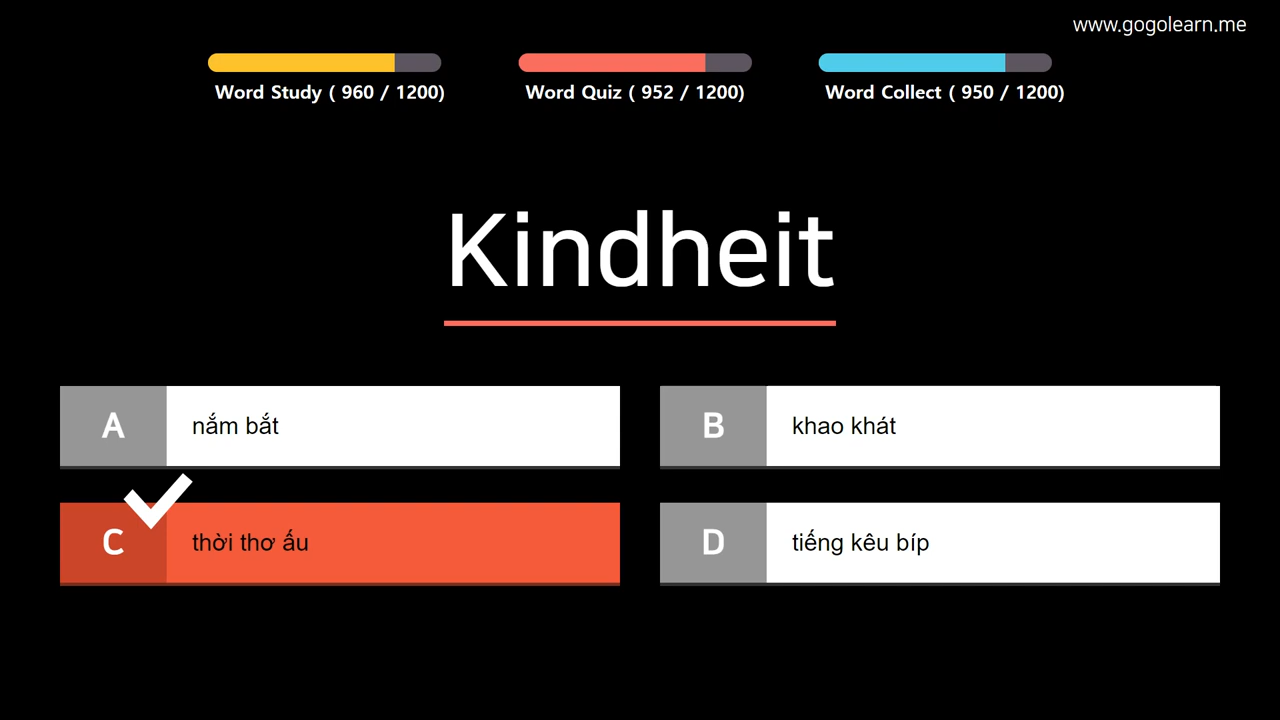 www.gogolearn.me
Word Study ( 960 / 1200)
Word Quiz ( 952 / 1200)
Word Collect ( 950 / 1200)
Kindheit
A
nắm bắt
B
khao khát
C
thời thơ ấu
D
tiếng kêu bíp